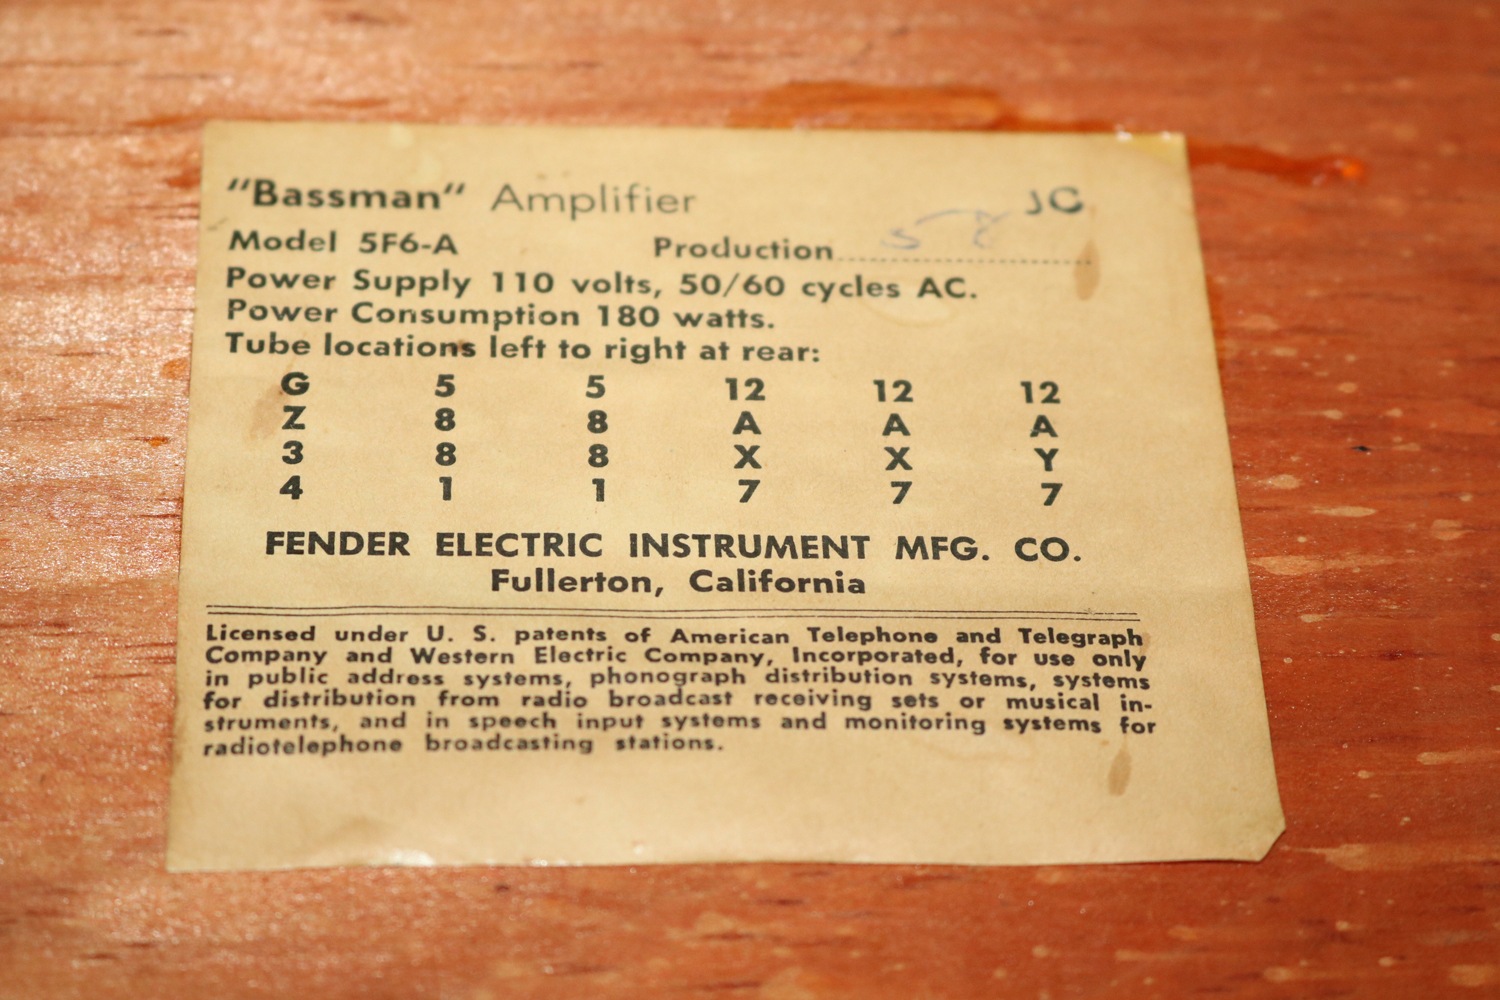 "Bassman" Amplifier JC
Model 5F6-A Production..............................
Power Supply 110 volts, 50/60 cycles AC.
Power Consumption 180 watts.
Tube locations left to right at rear:
G 5 5 12 12 12
Z 8 8 A A A
3 8 8 X X Y
4 1 1 7 7 7
FENDER ELECTRIC INSTRUMENT MFG. CO.
Fullerton, California
Licensed under U. S. patents of American Telephone and Telegraph
Company and Western Electric Company, Incorporated, for use only
in public address systems, phonograph distribution systems, systems
for distribution from radio broadcast receiving sets or musical in-
struments, and in speech input systems and monitoring systems for
radiotelephone broadcasting stations.